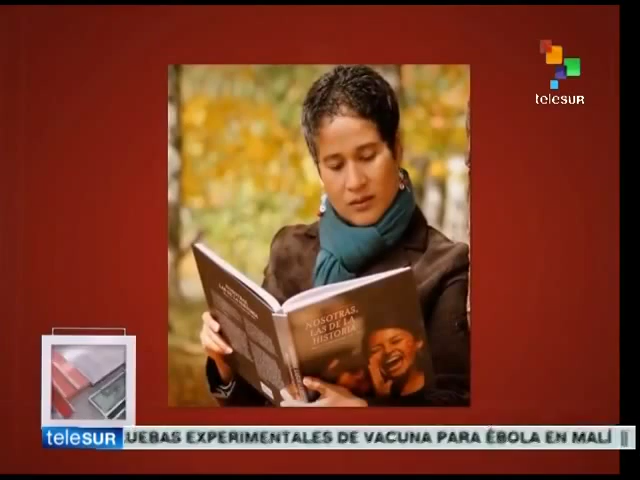 teleSUR
NOSOTRAS,
LAS DE LA
HISTORIA
teleSUR
UEBAS EXPERIMENTALES DE VACUNA PARA ÉBOLA EN MALÍ